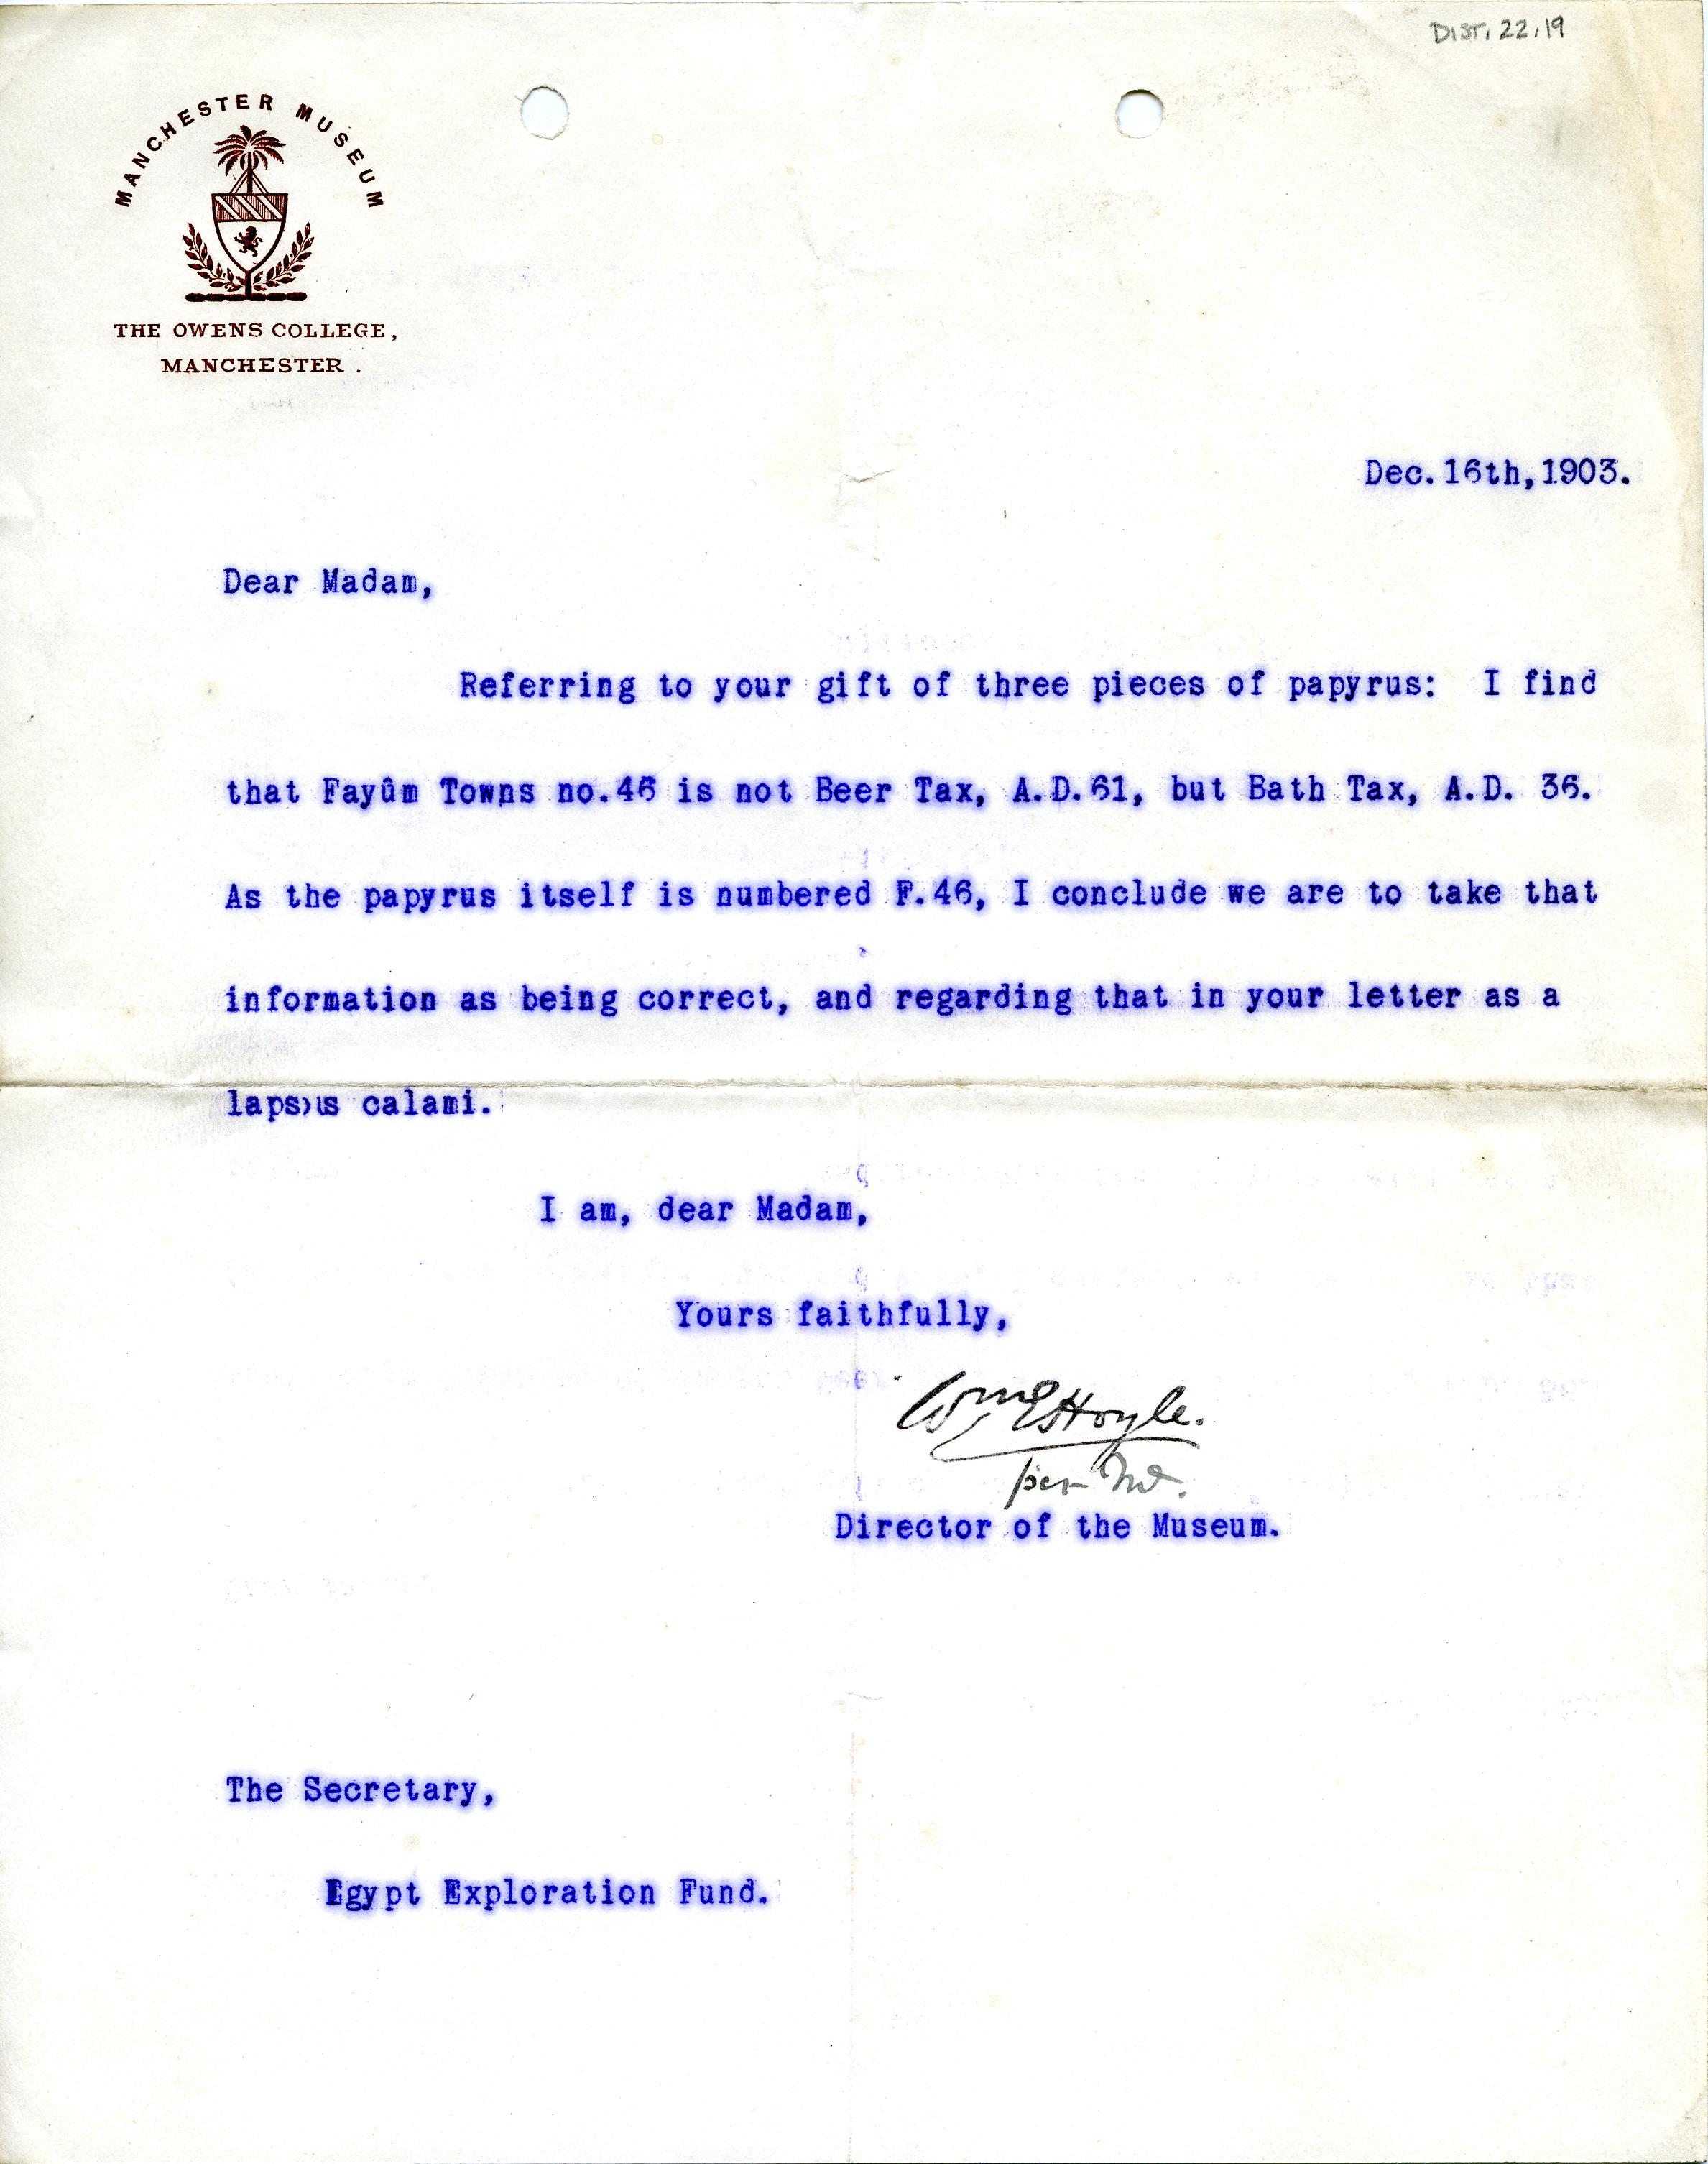 DIST. 22.19
MANCHESTER MUSEUM
THE OWENS COLLEGE,
MANCHESTER.
Dec. 16th, 1903.
Dear Madam,
Referring to your gift of three pieces of papyrus: I find
that Fayûm Towns no. 46 is not Beer Tax, A.D. 61, but Bath Tax, A.D. 36.
As the papyrus itself is numbered F. 46, I conclude we are to take that
information as being correct, and regarding that in your letter as a
lapsus calami.
I am, dear Madam,
Yours faithfully,
Wm E Hoyle.
per
Director of the Museum.
The Secretary,
Egypt Exploration Fund.